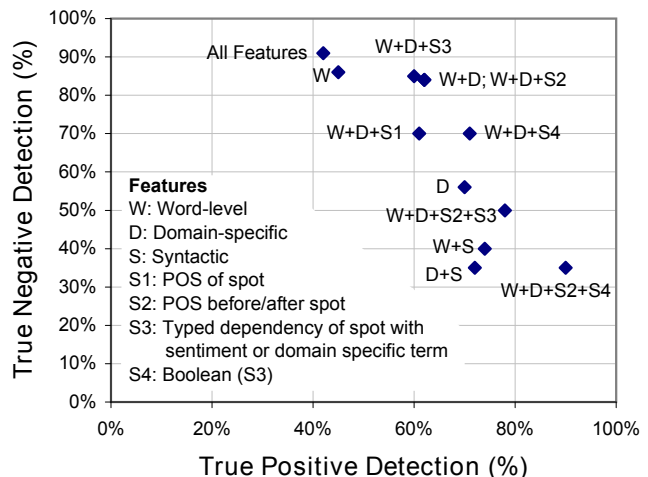 True Negative Detection (%)
100%
90%
80%
70%
60%
50%
40%
30%
20%
10%
0%
All Features
W
W+D+S3
W+D; W+D+S2
W+D+S1
W+D+S4
D
W+D+S2+S3
W+S
D+S
W+D+S2+S4
Features
W: Word-level
D: Domain-specific
S: Syntactic
S1: POS of spot
S2: POS before/after spot
S3: Typed dependency of spot with
sentiment or domain specific term
S4: Boolean (S3)
0% 20% 40% 60% 80% 100%
True Positive Detection (%)